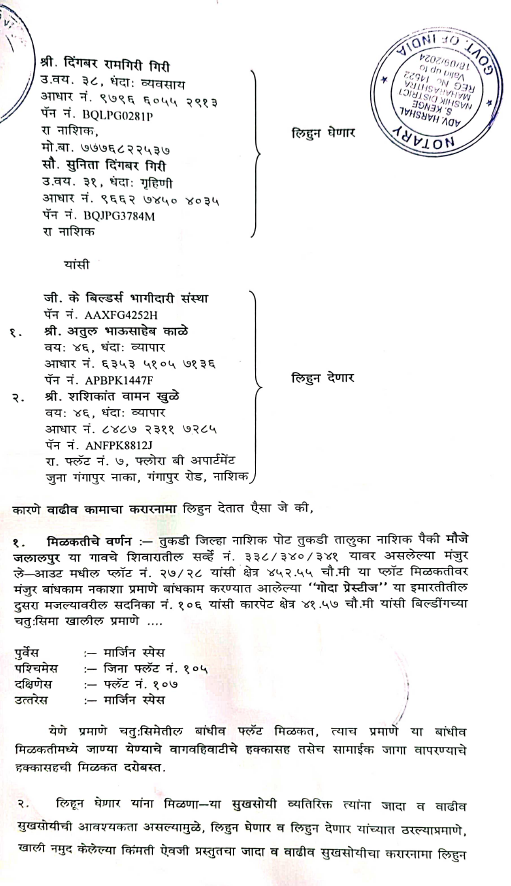 श्री. दिंगबर रामगिरी गिरी
उ.वय. ३८, धंदा: व्यवसाय
आधार नं. ९७९६ ६०५५ २९१३
पॅन नं. BQLPG0281P
रा नाशिक,
मो.बा. ७७७६८२२५३७
सौ. सुनिता दिंगबर गिरी
उ.वय. ३१, धंदा: गृहिणी
आधार नं. ९६६२ ७४५० ४०३५
पॅन नं. BQJPG3784M
रा नाशिक
लिहुन घेणार
NOTARY
GOVT. OF INDIA
ADV HARSHAL
S. KENGE
NASHIK DISTRICT
MAHARASHTRA
REG No. 14622
Valid up to
18/09/2024
यांसी
जी. के बिल्डर्स भागीदारी संस्था
पॅन नं. AAXFG4252H
१. श्री. अतुल भाऊसाहेब काळे
वय: ४६, धंदा: व्यापार
आधार नं. ६३५३ ५१०५ ७१३६
पॅन नं. APBPK1447F
२. श्री. शशिकांत वामन खुळे
वय: ४६, धंदा: व्यापार
आधार नं. ८४८७ २३११ ७२८५
पॅन नं. ANFPK8812J
रा. फ्लॅट नं. ७, फ्लोरा बी अपार्टमेंट
जुना गंगापुर नाका, गंगापुर रोड, नाशिक
लिहुन देणार
कारणे वाढीव कामाचा करारनामा लिहुन देतात ऐसा जे की,
१. मिळकतीचे वर्णन :– तुकडी जिल्हा नाशिक पोट तुकडी तालुका नाशिक पैकी मौजे
जलालपुर या गावचे शिवारातील सर्व्हे नं. ३३८/३४०/३४१ यावर असलेल्या मंजुर
ले–आउट मधील प्लॉट नं. २७/२८ यांसी क्षेत्र ४५२.५५ चौ.मी या प्लॉट मिळकतीवर
मंजुर बांधकाम नकाशा प्रमाणे बांधकाम करण्यात आलेल्या ‘‘गोदा प्रेस्टीज’’ या इमारतीतील
दुसरा मजल्यावरील सदनिका नं. १०६ यांसी कारपेट क्षेत्र ४१.५७ चौ.मी यांसी बिल्डींगच्या
चतु:सिमा खालील प्रमाणे ....
पुर्वेस :– मार्जिन स्पेस
पश्चिमेस :– जिना फ्लॅट नं. १०५
दक्षिणेस :– फ्लॅट नं. १०७
उत्तरेस :– मार्जिन स्पेस
येणे प्रमाणे चतु:सिमेतील बांधीव फ्लॅट मिळकत, त्याच प्रमाणे या बांधीव
मिळकतीमध्ये जाण्या येण्याचे वागवहिवाटीचे हक्कासह तसेच सामाईक जागा वापरण्याचे
हक्कासहची मिळकत दरोबस्त.
२. लिहून घेणार यांना मिळणा–या सुखसोयी व्यतिरिक्त त्यांना जादा व वाढीव
सुखसोयीची आवश्यकता असल्यामुळे, लिहुन घेणार व लिहुन देणार यांच्यात ठरल्याप्रमाणे,
खाली नमुद केलेल्या किंमती ऐवजी प्रस्तुतचा जादा व वाढीव सुखसोयीचा करारनामा लिहुन